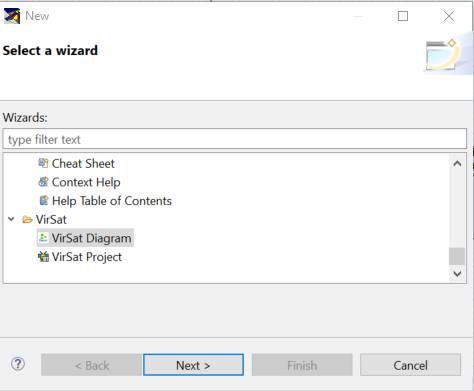 New
Select a wizard
Wizards:
type filter text
Cheat Sheet
Context Help
Help Table of Contents
VirSat
VirSat Diagram
VirSat Project
? < Back Next > Finish Cancel